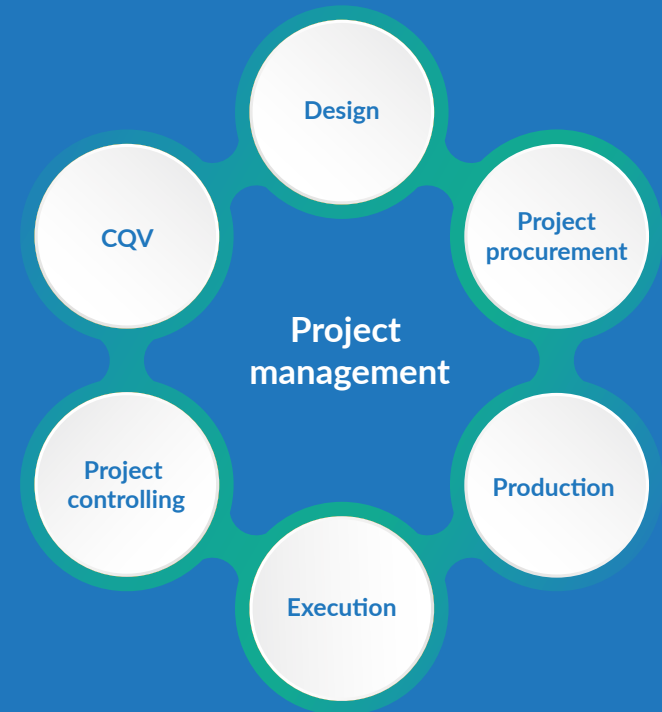 Design
Project
procurement
CQV
Project
management
Project
controlling
Production
Execution